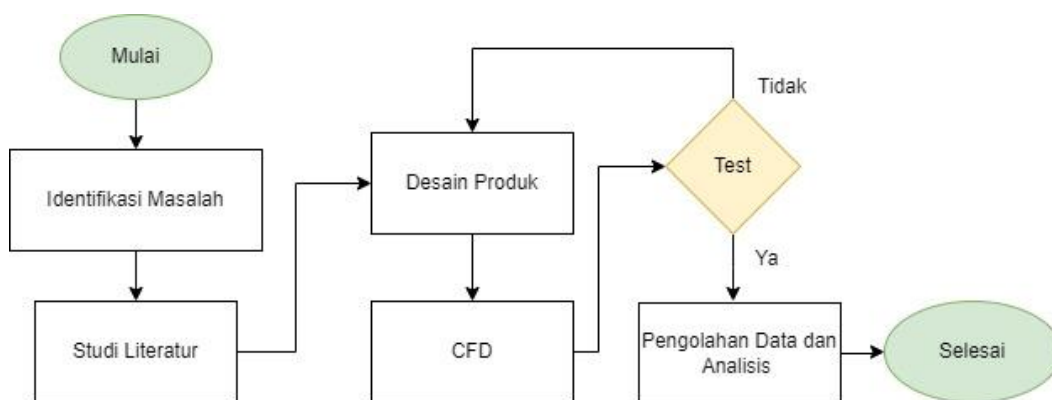 Mulai
Identifikasi Masalah
Studi Literatur
Desain Produk
CFD
Test
Tidak
Ya
Pengolahan Data dan
Analisis
Selesai